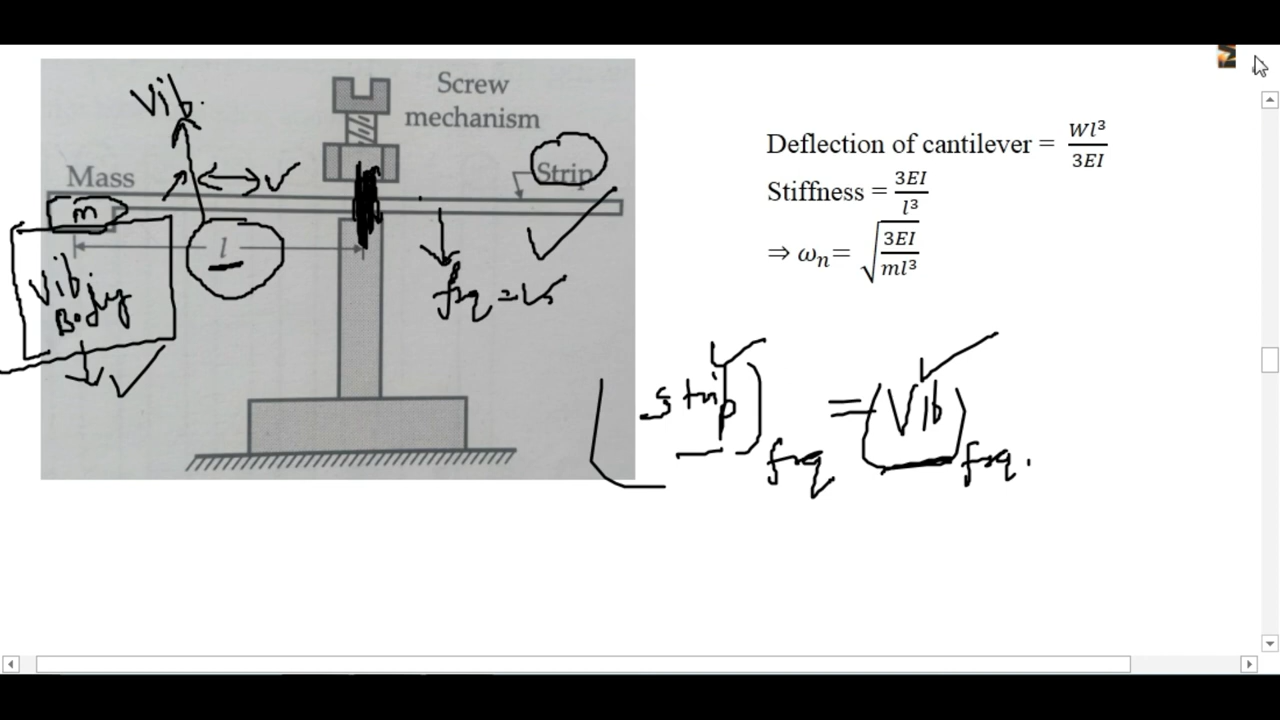 Vib.
Screw
mechanism
Mass
Strip
m
l
Vib
Body
frq =
Deflection of cantilever = Wl³/3EI
Stiffness = 3EI/l³
⇒ ωₙ = √(3EI/ml³)
(strip)frq = (Vib)frq.